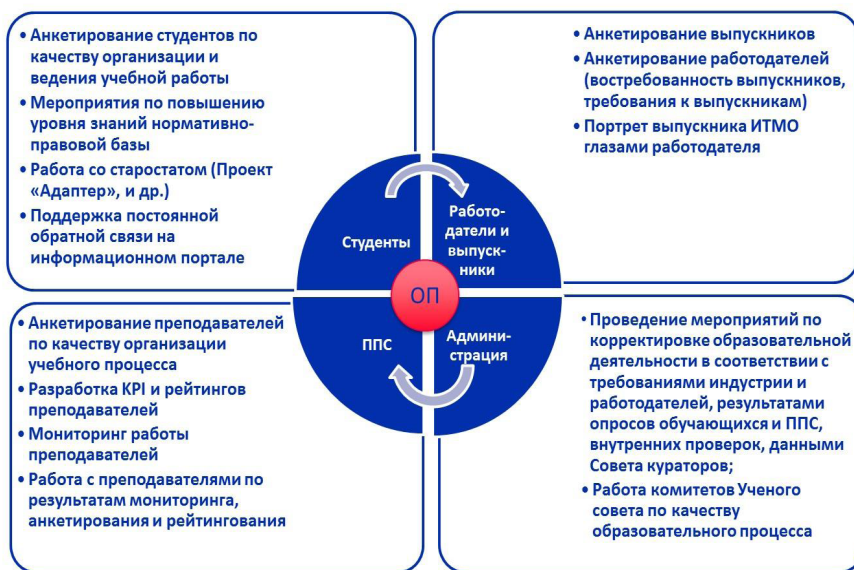 • Анкетирование студентов по
качеству организации и
ведения учебной работы
• Мероприятия по повышению
уровня знаний нормативно-
правовой базы
• Работа со старостатом (Проект
«Адаптер», и др.)
• Поддержка постоянной
обратной связи на
информационном портале
• Анкетирование выпускников
• Анкетирование работодателей
(востребованность выпускников,
требования к выпускникам)
• Портрет выпускника ИТМО
глазами работодателя
Студенты
Работо-
датели и
выпуск-
ники
ОП
ППС
Админи-
страция
• Анкетирование преподавателей
по качеству организации
учебного процесса
• Разработка KPI и рейтингов
преподавателей
• Мониторинг работы
преподавателей
• Работа с преподавателями по
результатам мониторинга,
анкетирования и рейтингования
• Проведение мероприятий по
корректировке образовательной
деятельности в соответствии с
требованиями индустрии и
работодателей, результатами
опросов обучающихся и ППС,
внутренних проверок, данными
Совета кураторов;
• Работа комитетов Ученого
совета по качеству
образовательного процесса